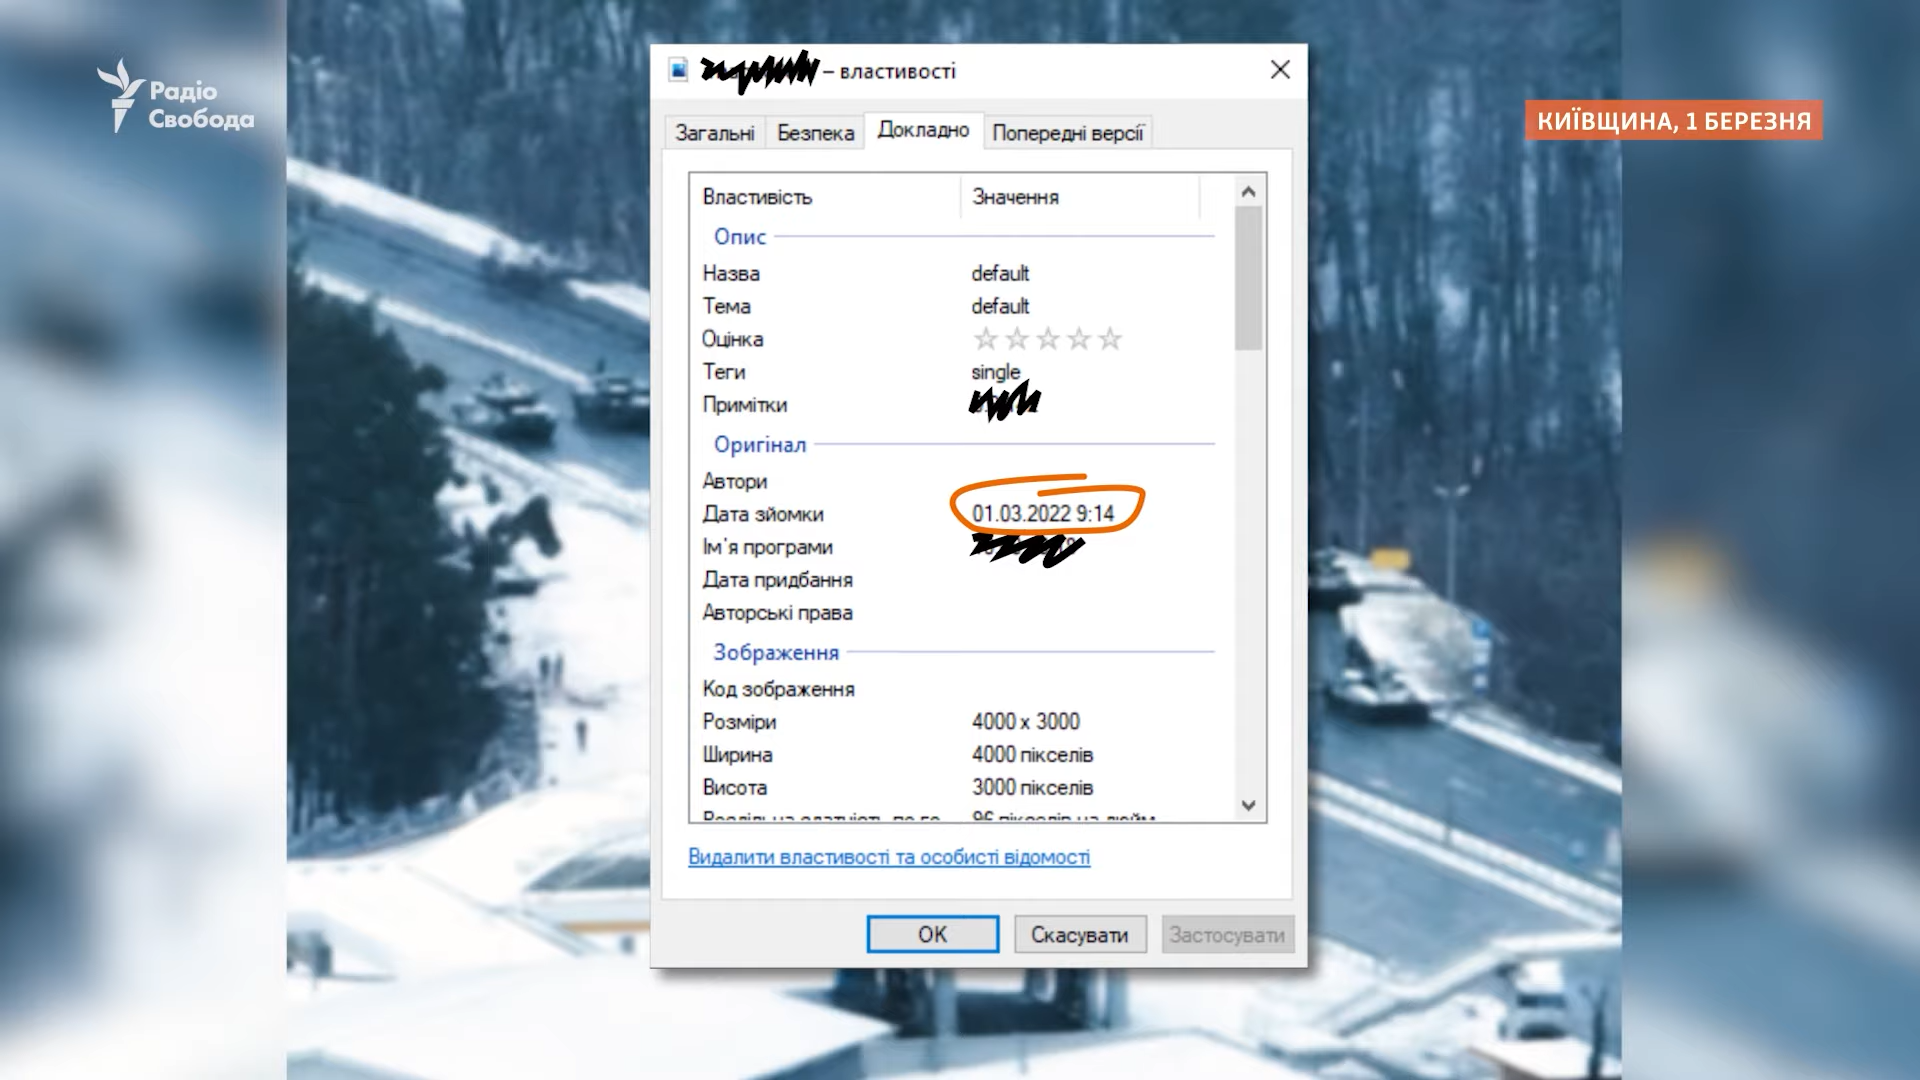 Радіо
Свобода
КИЇВЩИНА, 1 БЕРЕЗНЯ
– властивості
Загальні Безпека Докладно Попередні версії
Властивість Значення
Опис
Назва default
Тема default
Оцінка
Теги single
Примітки
Оригінал
Автори
Дата зйомки 01.03.2022 9:14
Ім'я програми
Дата придбання
Авторські права
Зображення
Код зображення
Розміри 4000 x 3000
Ширина 4000 пікселів
Висота 3000 пікселів
Видалити властивості та особисті відомості
OK Скасувати Застосувати